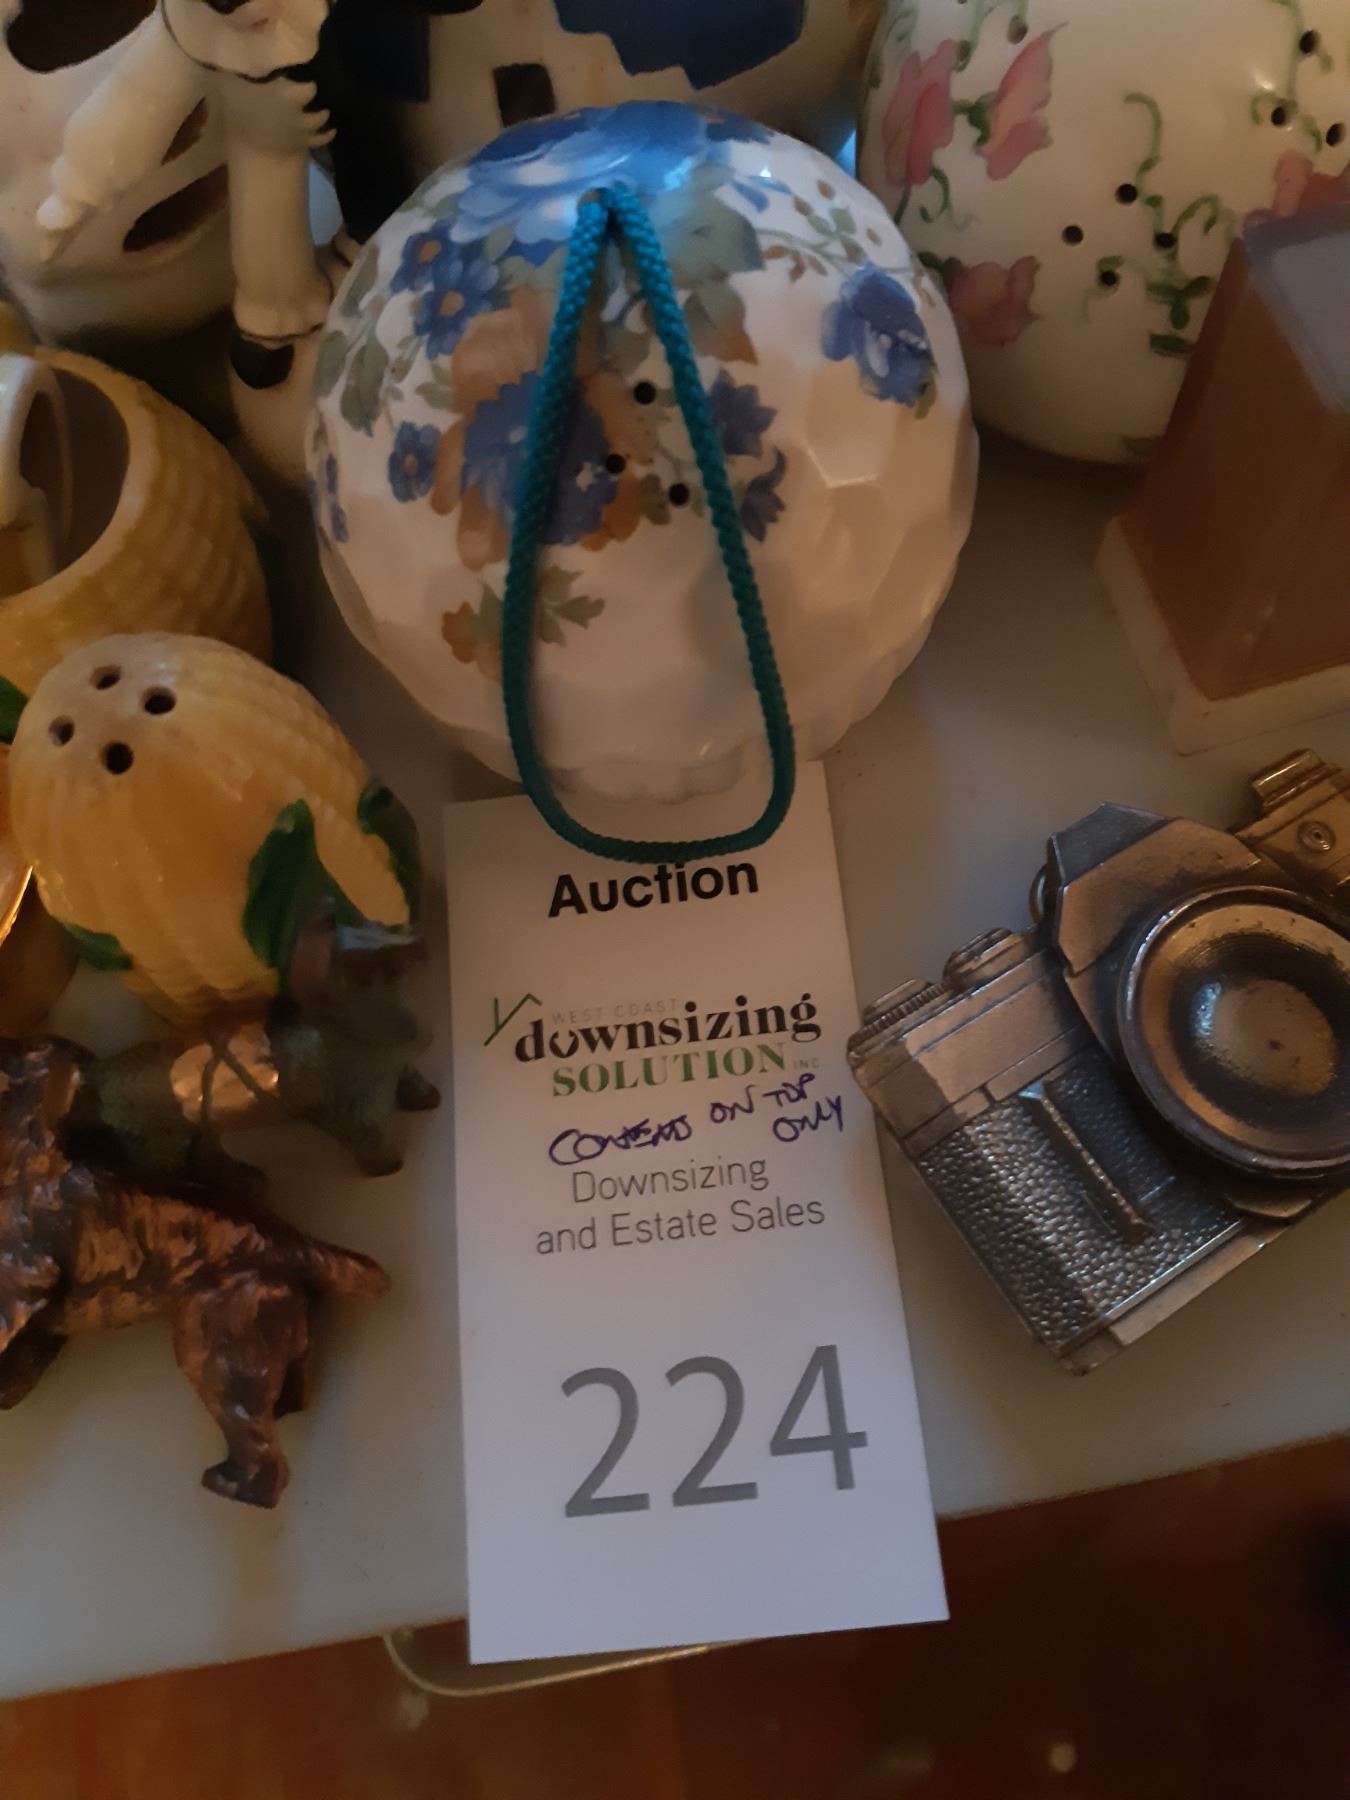 Auction
WEST COAST
downsizing
SOLUTION INC
CONTENTS ON TOP
ONLY
Downsizing
and Estate Sales
224